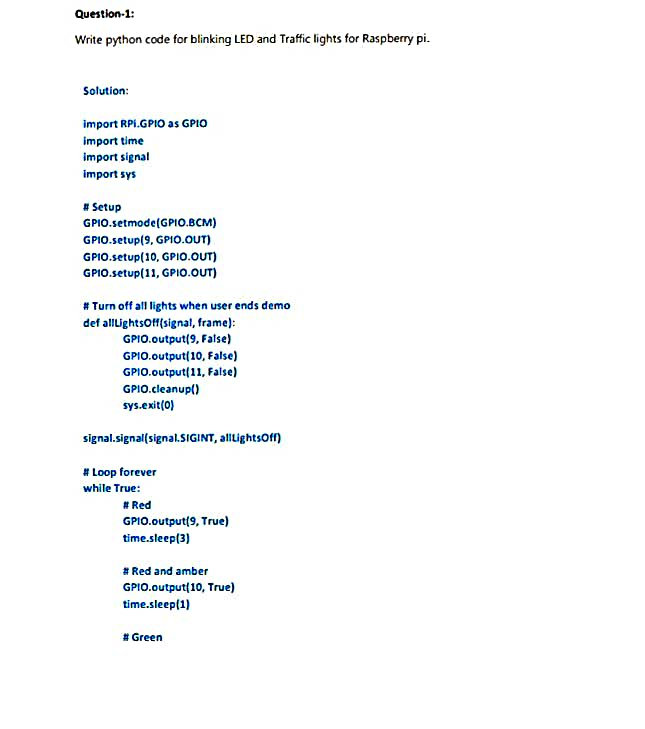 Question-1:
Write python code for blinking LED and Traffic lights for Raspberry pi.
Solution:
import RPi.GPIO as GPIO
import time
import signal
import sys
# Setup
GPIO.setmode(GPIO.BCM)
GPIO.setup(9, GPIO.OUT)
GPIO.setup(10, GPIO.OUT)
GPIO.setup(11, GPIO.OUT)
# Turn off all lights when user ends demo
def allLightsOff(signal, frame):
GPIO.output(9, False)
GPIO.output(10, False)
GPIO.output(11, False)
GPIO.cleanup()
sys.exit(0)
signal.signal(signal.SIGINT, allLightsOff)
# Loop forever
while True:
# Red
GPIO.output(9, True)
time.sleep(3)
# Red and amber
GPIO.output(10, True)
time.sleep(1)
# Green